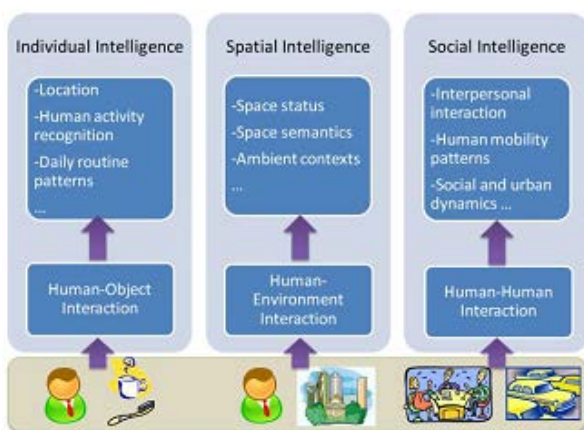 Individual Intelligence
-Location
-Human activity
recognition
-Daily routine
patterns
...
Human-Object
Interaction
Spatial Intelligence
-Space status
-Space semantics
-Ambient contexts
...
Human-
Environment
Interaction
Social Intelligence
-Interpersonal
interaction
-Human mobility
patterns
-Social and urban
dynamics ...
Human-Human
Interaction